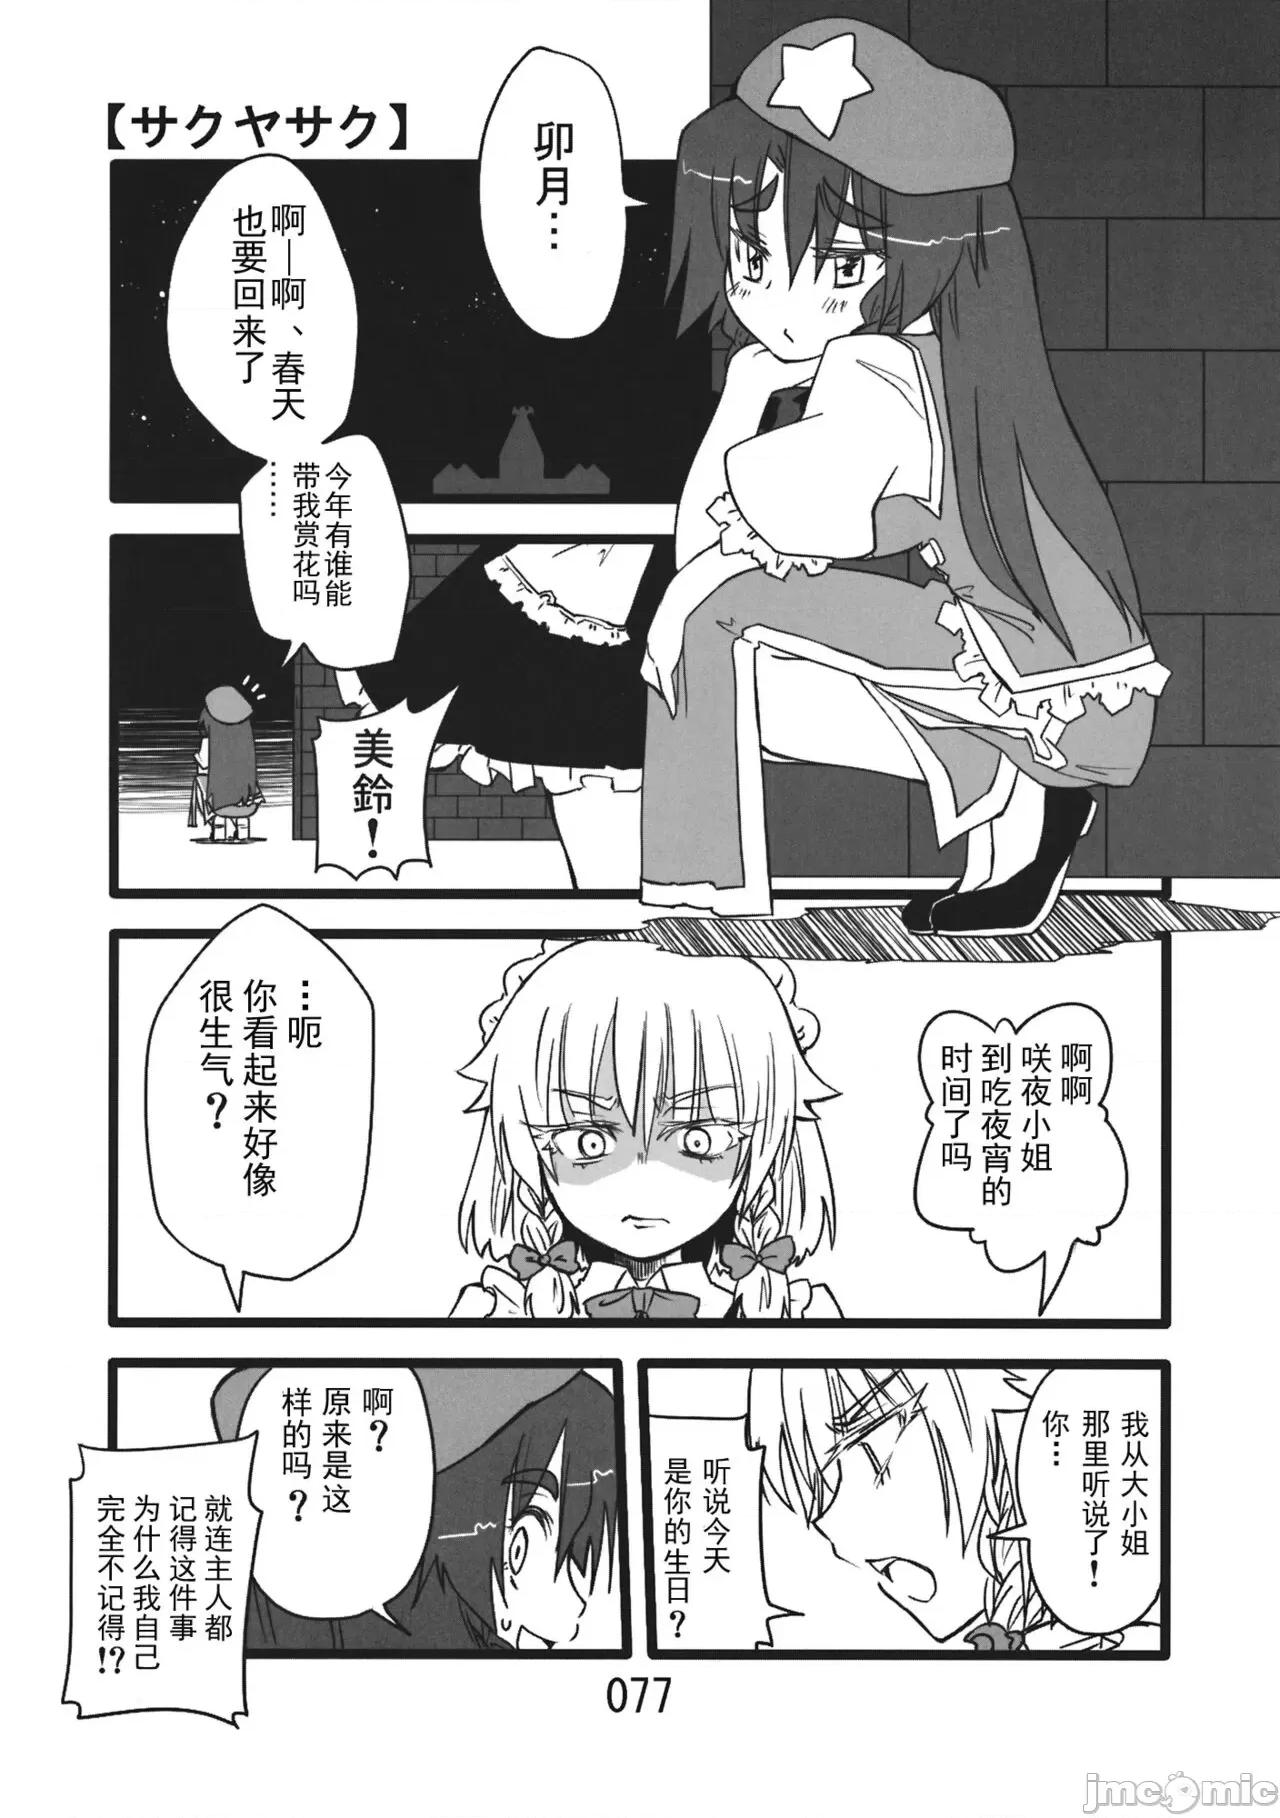 【サクヤサク】
卯月…
啊—啊、春天
也要回来了
今年有谁能
带我赏花吗
……
美鈴！
啊啊
咲夜小姐
到吃夜宵的
时间了吗
…呃
你看起来好像
很生气？
我从大小姐
那里听说了！
你…
听说今天
是你的生日？
啊？
原来是这
样的吗？
就连主人都
记得这件事
为什么我自己
完全不记得!?
077
jmcomic